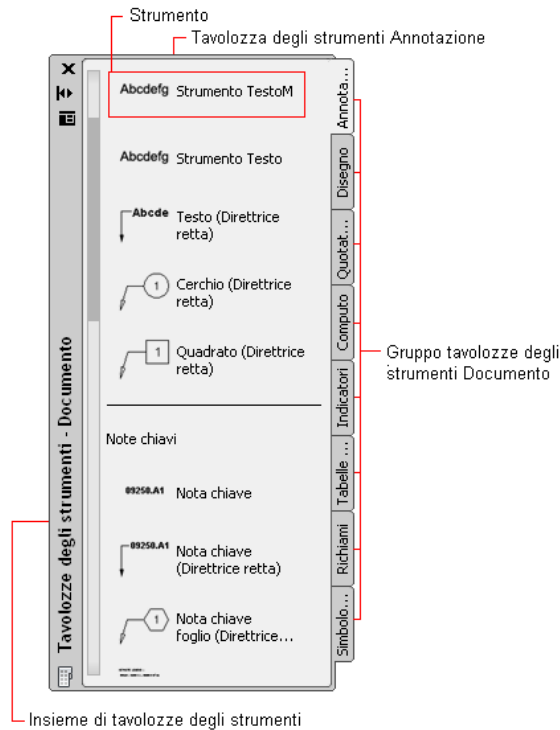 Strumento
Tavolozza degli strumenti Annotazione
Abcdefg Strumento TestoM
Abcdefg Strumento Testo
Abcde Testo (Direttrice
retta)
1 Cerchio (Direttrice
retta)
1 Quadrato (Direttrice
retta)
Note chiavi
09250.A1 Nota chiave
09250.A1 Nota chiave
(Direttrice retta)
1 Nota chiave
foglio (Direttrice...
Annota...
Disegno
Quotat...
Computo
Indicatori
Tabelle ...
Richiami
Simbolo...
Tavolozze degli strumenti - Documento
Gruppo tavolozze degli
strumenti Documento
Insieme di tavolozze degli strumenti